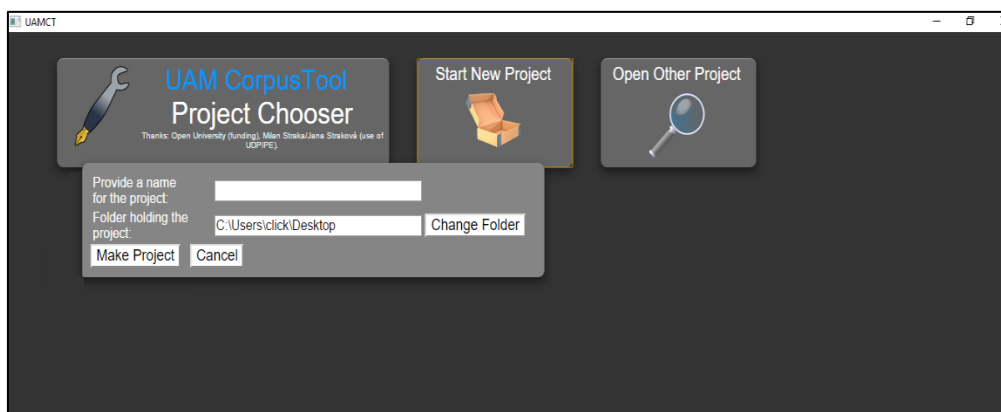 UAMCT
UAM CorpusTool
Project Chooser
Thanks: Open University (funding), Milan Straka/Jana Straková (use of
UDPIPE).
Start New Project
Open Other Project
Provide a name
for the project:
Folder holding the
project:
C:\Users\click\Desktop
Change Folder
Make Project
Cancel